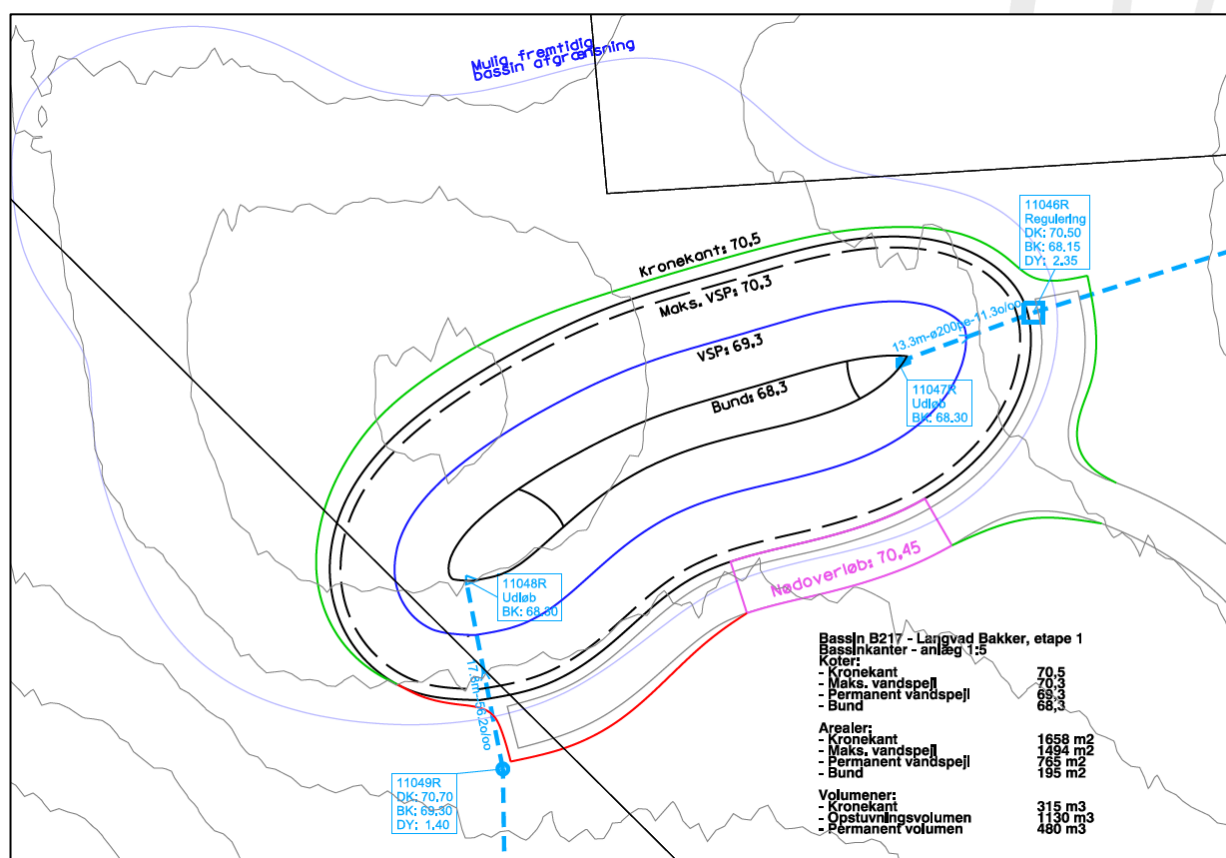 Mulig fremtidig
bassin afgrænsning
11046R
Regulering
DK: 70.50
BK: 68.15
DY: 2.35
Kronekant: 70.5
Maks. VSP: 70.3
13.3m-ø200pe-11.3o/oo
VSP: 69.3
Bund: 68.3
11047R
Udløb
BK: 68.30
Nødoverløb: 70.45
11048R
Udløb
BK: 68.30
17.8m-56.2o/oo
11049R
DK: 70.70
BK: 69.30
DY: 1.40
Bassin B217 - Langvad Bakker, etape 1
Bassinkanter - anlæg 1:5
Koter:
- Kronekant 70.5
- Maks. vandspejl 70.3
- Permanent vandspejl 69.3
- Bund 68,3
Arealer:
- Kronekant 1658 m2
- Maks. vandspejl 1494 m2
- Permanent vandspejl 765 m2
- Bund 195 m2
Volumener:
- Kronekant 315 m3
- Opstuvningsvolumen 1130 m3
- Permanent volumen 480 m3